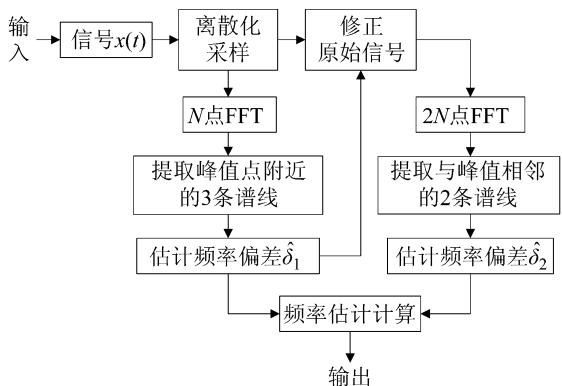 输
入
信号x(t)
离散化
采样
修正
原始信号
N点FFT
2N点FFT
提取峰值点附近
的3条谱线
提取与峰值相邻
的2条谱线
估计频率偏差δ̂₁
估计频率偏差δ̂₂
频率估计计算
输出